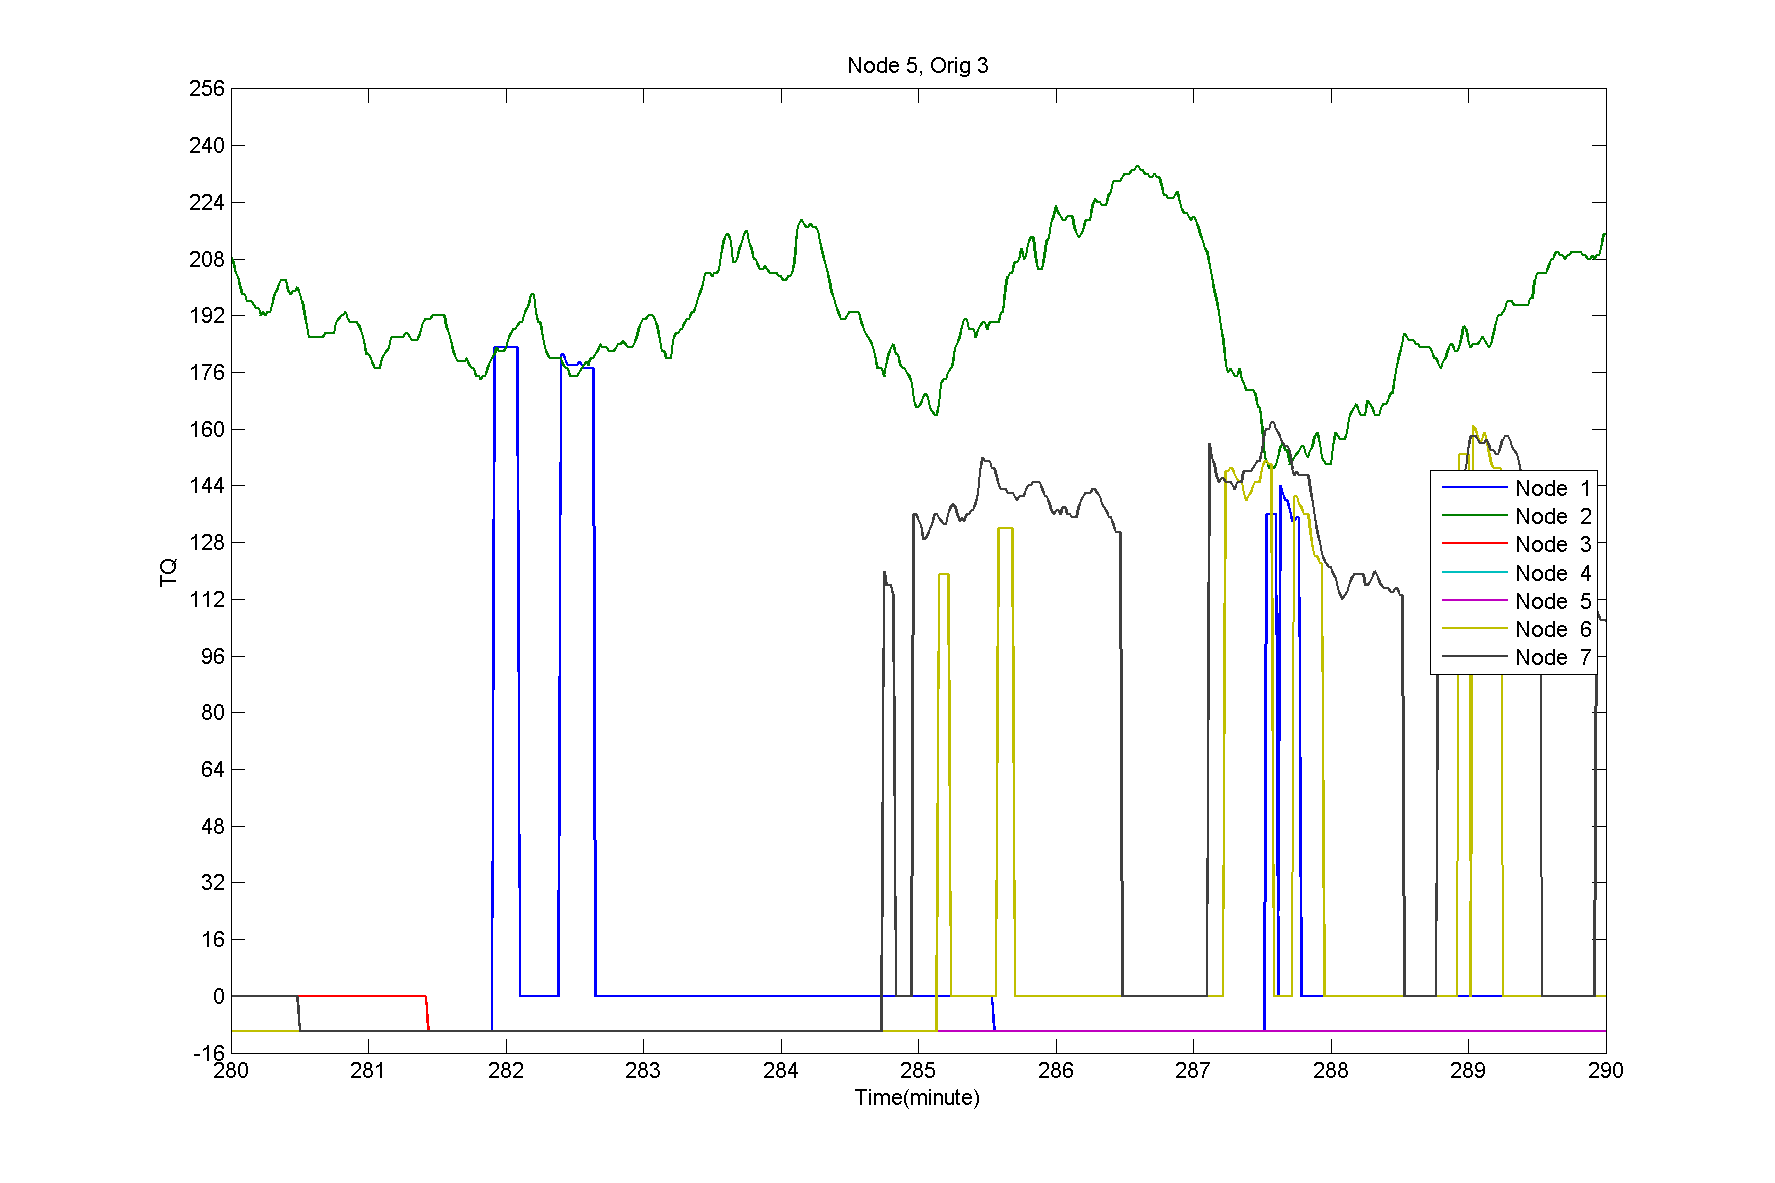 Node 5, Orig 3
256
240
224
208
192
176
160
144
128
112
96
80
64
48
32
16
0
-16
TQ
280 281 282 283 284 285 286 287 288 289 290
Time(minute)
Node 1
Node 2
Node 3
Node 4
Node 5
Node 6
Node 7